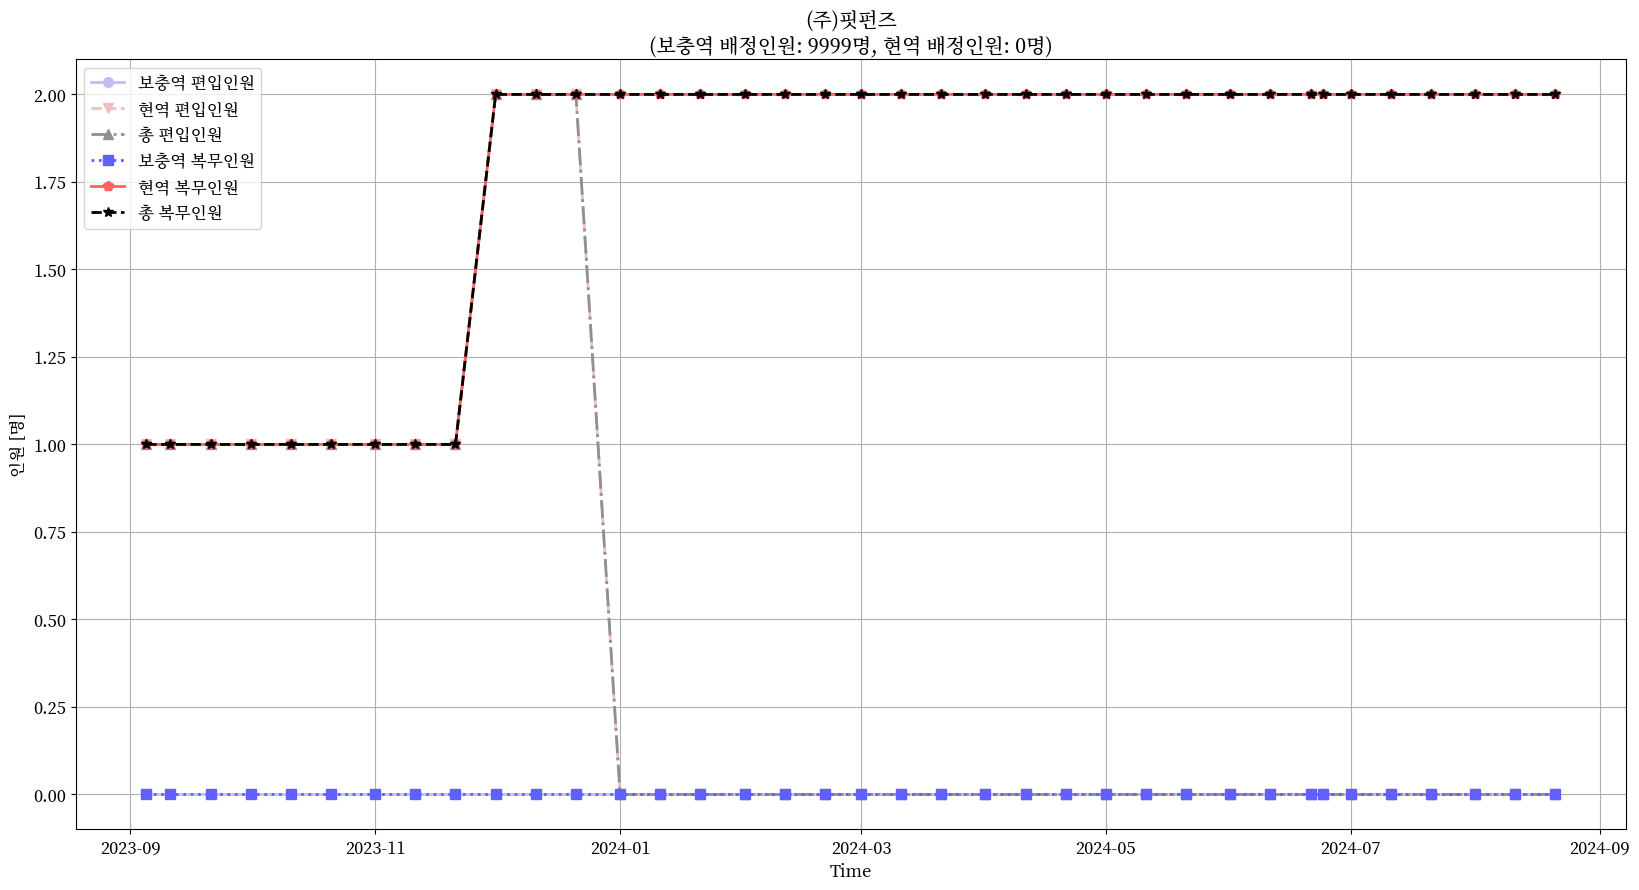 (주)핏펀즈
(보충역 배정인원: 9999명, 현역 배정인원: 0명)
보충역 편입인원
현역 편입인원
총 편입인원
보충역 복무인원
현역 복무인원
총 복무인원
2.00
1.75
1.50
1.25
1.00
0.75
0.50
0.25
0.00
인원 [명]
2023-09
2023-11
2024-01
2024-03
2024-05
2024-07
2024-09
Time